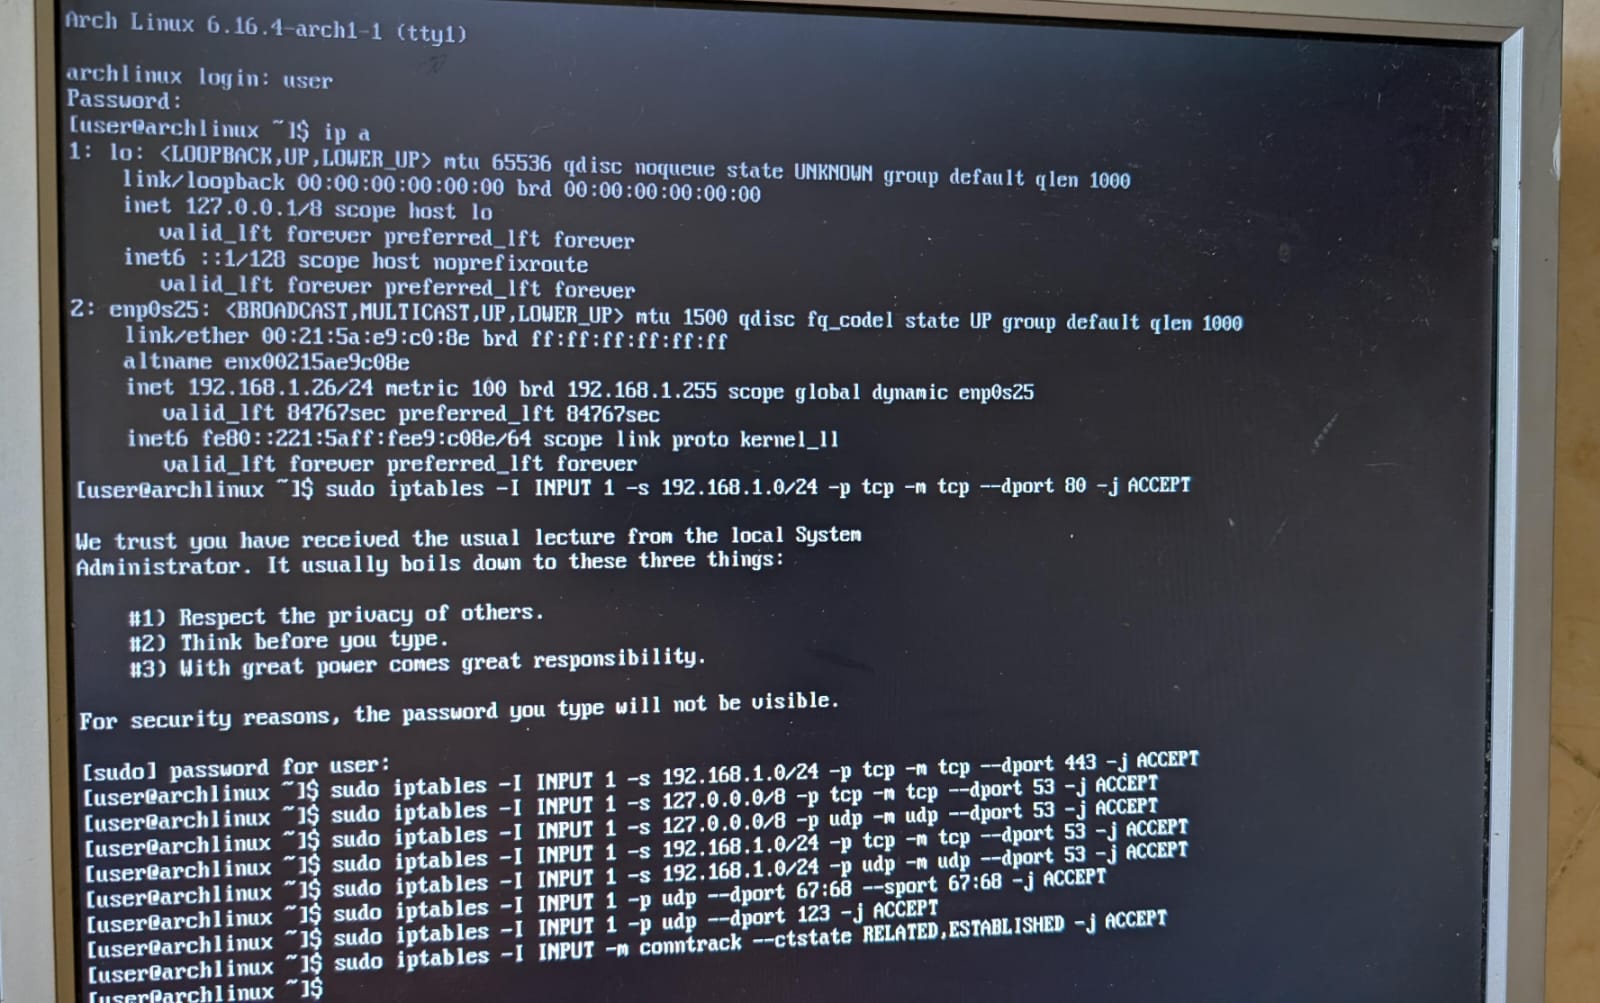 Arch Linux 6.16.4-arch1-1 (tty1)
archlinux login: user
Password:
[user@archlinux ~]$ ip a
1: lo: <LOOPBACK,UP,LOWER_UP> mtu 65536 qdisc noqueue state UNKNOWN group default qlen 1000
link/loopback 00:00:00:00:00:00 brd 00:00:00:00:00:00
inet 127.0.0.1/8 scope host lo
valid_lft forever preferred_lft forever
inet6 ::1/128 scope host noprefixroute
valid_lft forever preferred_lft forever
2: enp0s25: <BROADCAST,MULTICAST,UP,LOWER_UP> mtu 1500 qdisc fq_codel state UP group default qlen 1000
link/ether 00:21:5a:e9:c0:8e brd ff:ff:ff:ff:ff:ff
altname enx00215ae9c08e
inet 192.168.1.26/24 metric 100 brd 192.168.1.255 scope global dynamic enp0s25
valid_lft 84767sec preferred_lft 84767sec
inet6 fe80::221:5aff:fee9:c08e/64 scope link proto kernel_ll
valid_lft forever preferred_lft forever
[user@archlinux ~]$ sudo iptables -I INPUT 1 -s 192.168.1.0/24 -p tcp -m tcp --dport 80 -j ACCEPT
We trust you have received the usual lecture from the local System
Administrator. It usually boils down to these three things:
#1) Respect the privacy of others.
#2) Think before you type.
#3) With great power comes great responsibility.
For security reasons, the password you type will not be visible.
[sudo] password for user:
[user@archlinux ~]$ sudo iptables -I INPUT 1 -s 192.168.1.0/24 -p tcp -m tcp --dport 443 -j ACCEPT
[user@archlinux ~]$ sudo iptables -I INPUT 1 -s 127.0.0.0/8 -p tcp -m tcp --dport 53 -j ACCEPT
[user@archlinux ~]$ sudo iptables -I INPUT 1 -s 127.0.0.0/8 -p udp -m udp --dport 53 -j ACCEPT
[user@archlinux ~]$ sudo iptables -I INPUT 1 -s 192.168.1.0/24 -p tcp -m tcp --dport 53 -j ACCEPT
[user@archlinux ~]$ sudo iptables -I INPUT 1 -s 192.168.1.0/24 -p udp -m udp --dport 53 -j ACCEPT
[user@archlinux ~]$ sudo iptables -I INPUT 1 -p udp --dport 67:68 --sport 67:68 -j ACCEPT
[user@archlinux ~]$ sudo iptables -I INPUT 1 -p udp --dport 123 -j ACCEPT
[user@archlinux ~]$ sudo iptables -I INPUT -m conntrack --ctstate RELATED,ESTABLISHED -j ACCEPT
[user@archlinux ~]$